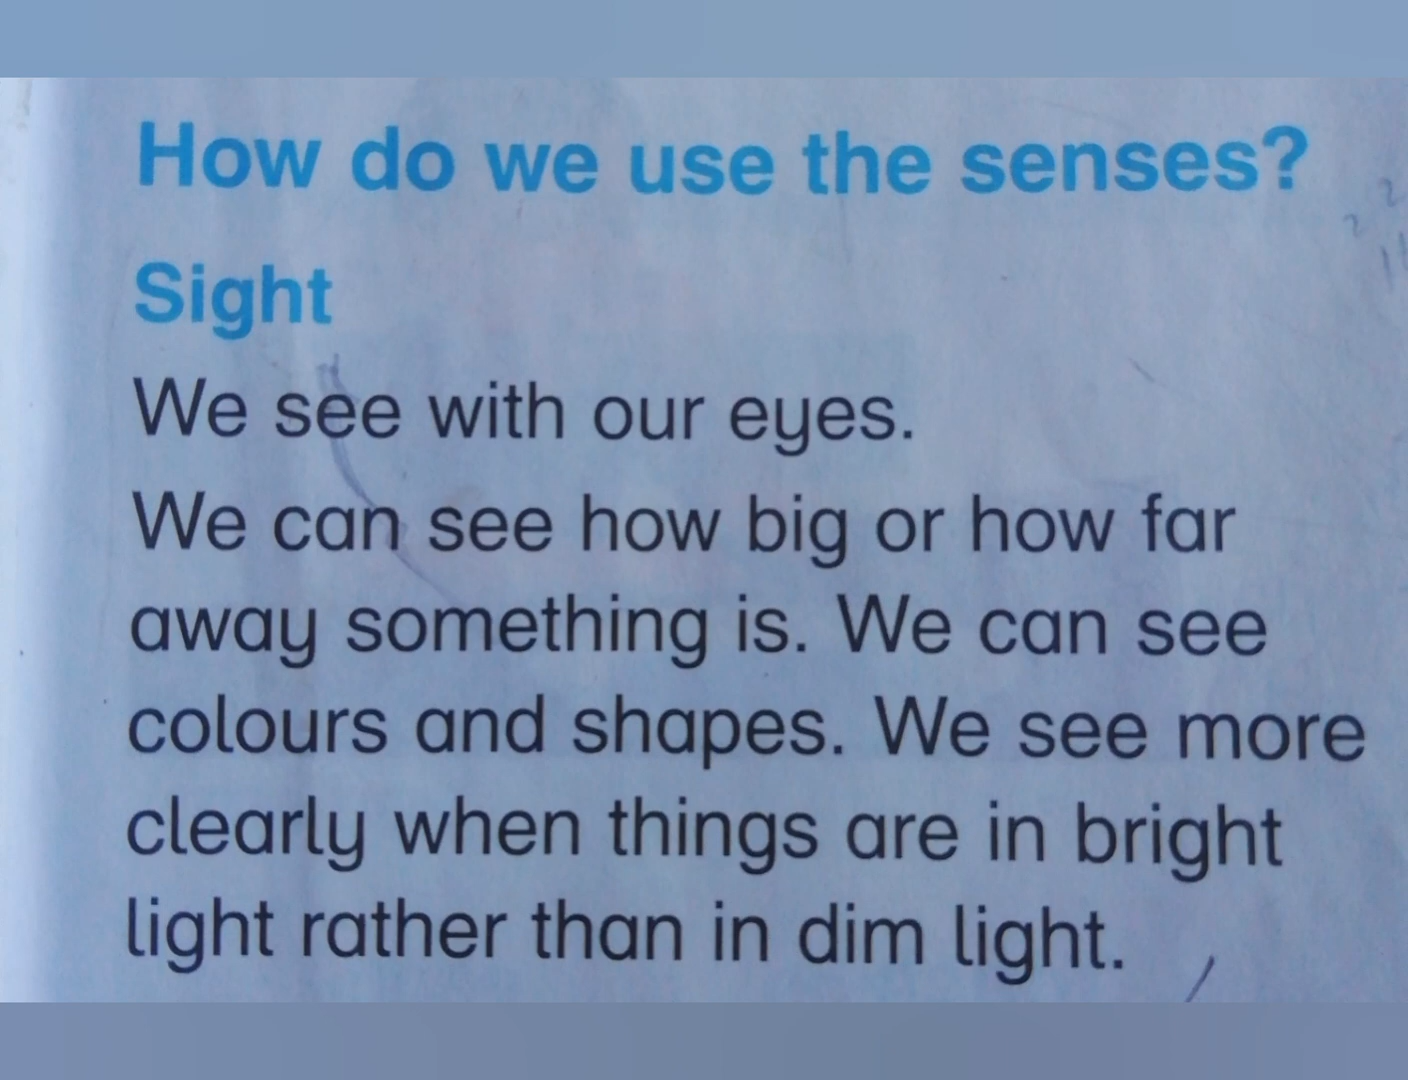 How do we use the senses?
Sight
We see with our eyes.
We can see how big or how far
away something is. We can see
colours and shapes. We see more
clearly when things are in bright
light rather than in dim light.